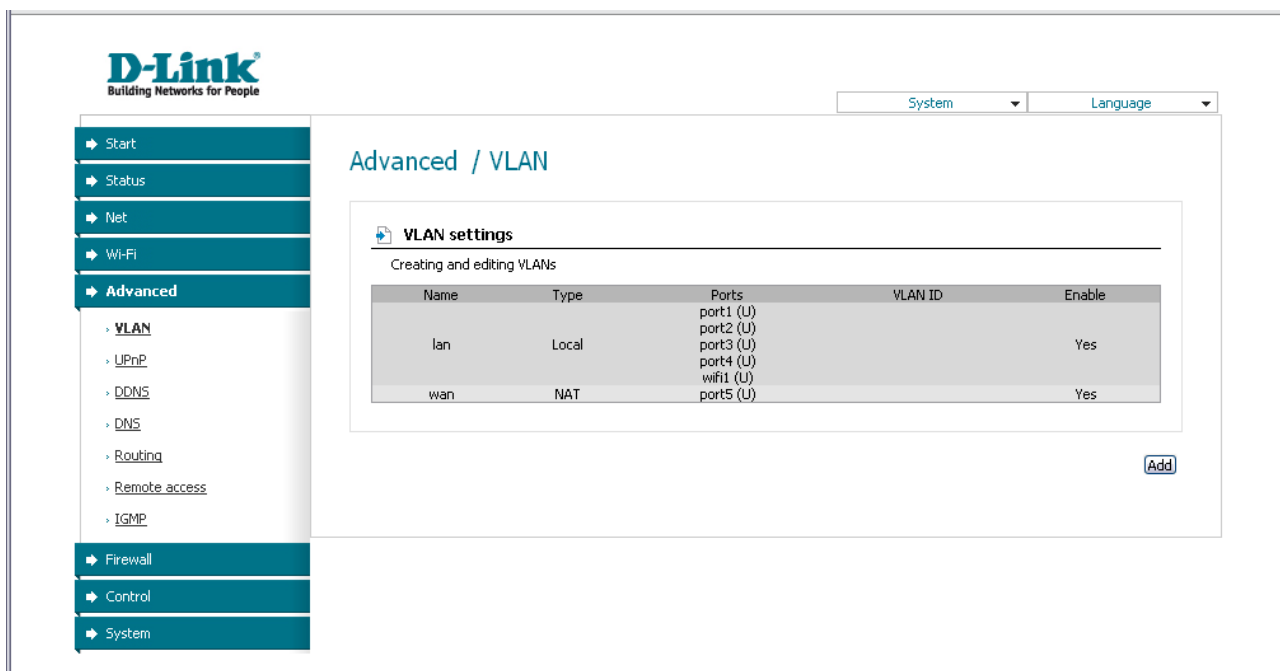 D-Link
Building Networks for People
System
Language
Start
Status
Net
Wi-Fi
Advanced
VLAN
UPnP
DDNS
DNS
Routing
Remote access
IGMP
Firewall
Control
System
Advanced / VLAN
VLAN settings
Creating and editing VLANs
Name Type Ports VLAN ID Enable
port1 (U)
port2 (U)
lan Local port3 (U) Yes
port4 (U)
wifi1 (U)
wan NAT port5 (U) Yes
Add